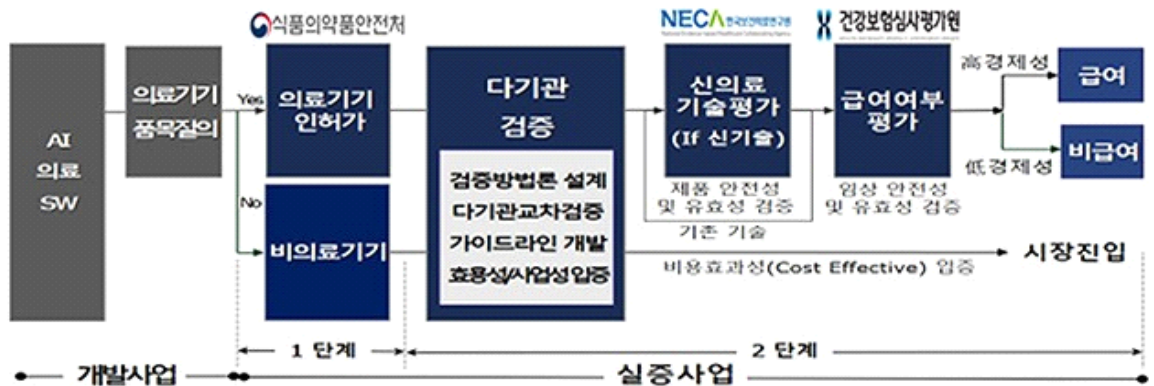 식품의약품안전처
NECA 한국보건의료연구원
건강보험심사평가원
AI
의료
SW
의료기기
품목질의
Yes
No
의료기기
인허가
비의료기기
다기관
검증
검증방법론 설계
다기관교차검증
가이드라인 개발
효용성/사업성 입증
신의료
기술평가
(If 신기술)
제품 안전성
및 유효성 검증
기존 기술
급여여부
평가
임상 안전성
및 유효성 검증
高경제성
급여
低경제성
비급여
비용효과성(Cost Effective) 입증
시장진입
1 단계
2 단계
개발사업
실증사업